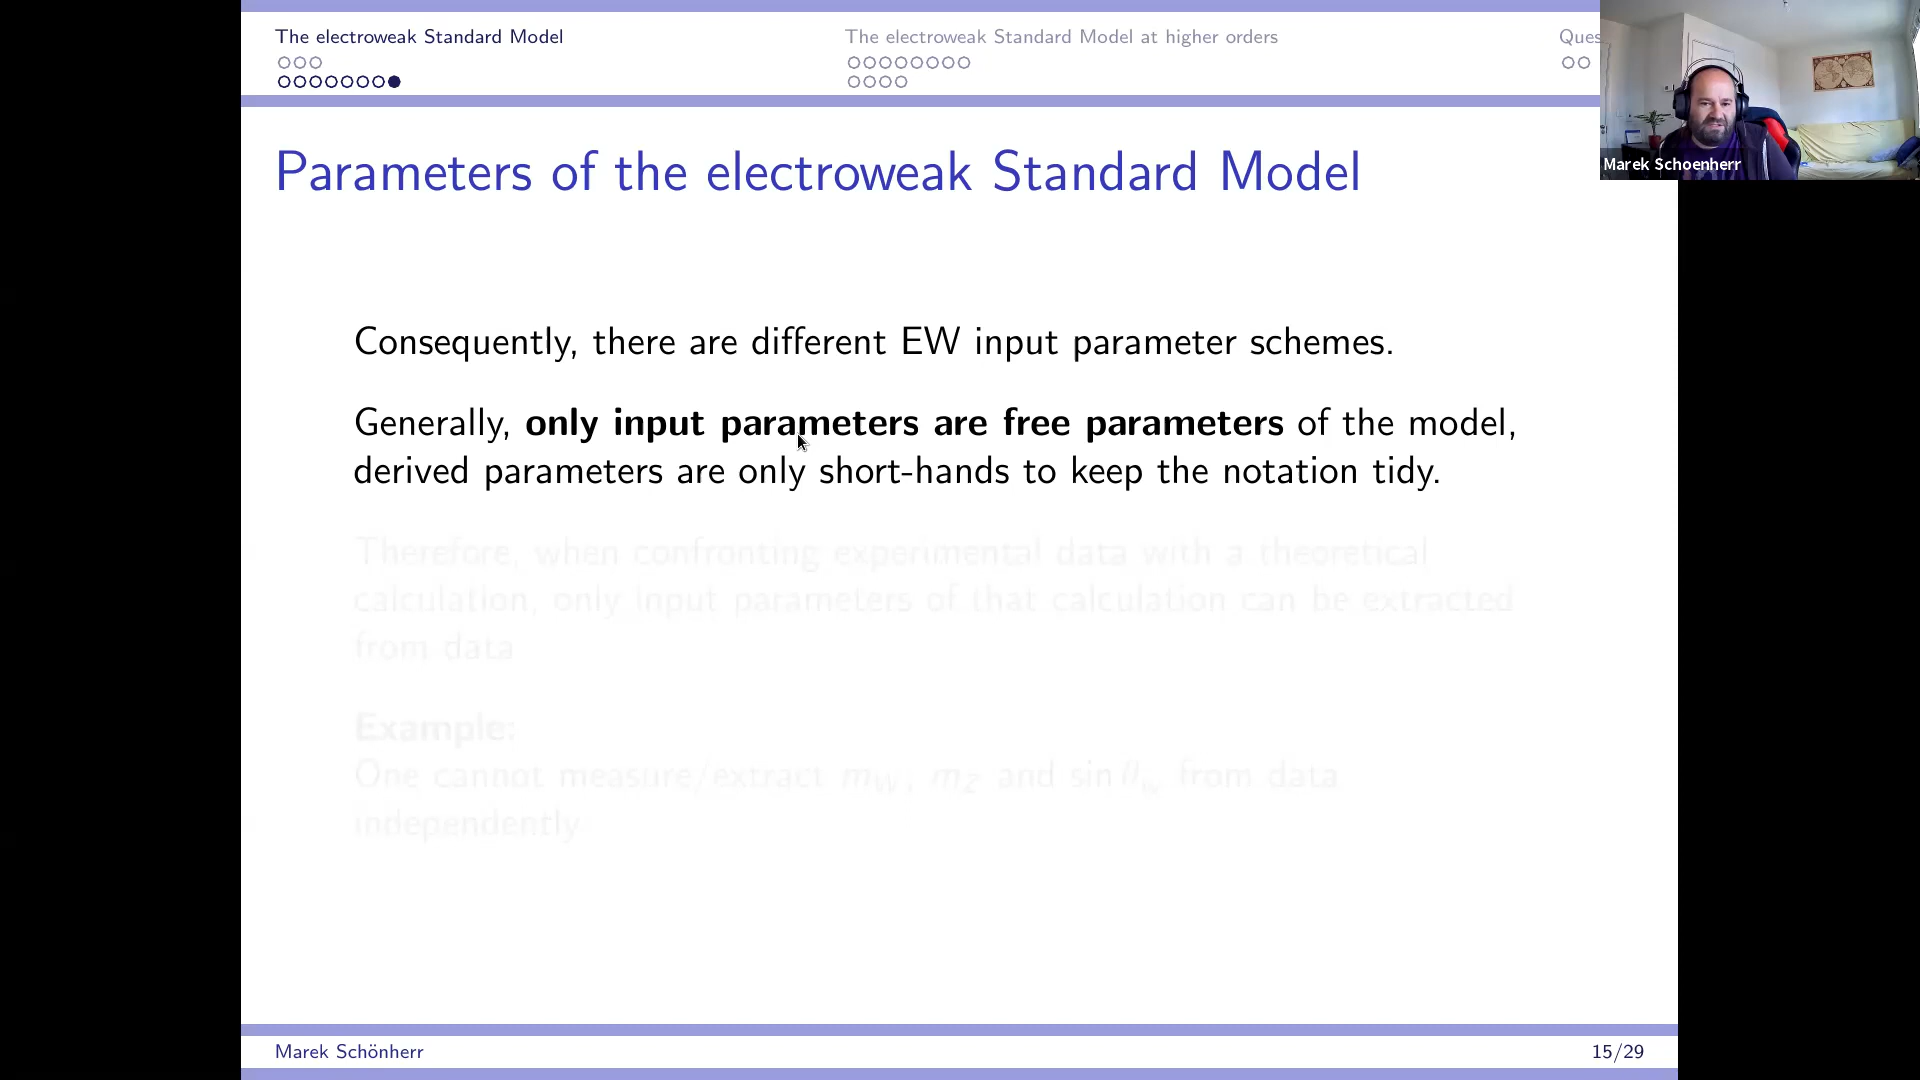 The electroweak Standard Model
The electroweak Standard Model at higher orders
Ques
Marek Schoenherr
Parameters of the electroweak Standard Model
Consequently, there are different EW input parameter schemes.
Generally, only input parameters are free parameters of the model,
derived parameters are only short-hands to keep the notation tidy.
Therefore, when confronting experimental data with a theoretical
calculation, only input parameters of that calculation can be extracted
from data
Example:
One cannot measure/extract m_W, m_Z and sin θ_w from data
independently
Marek Schönherr
15/29